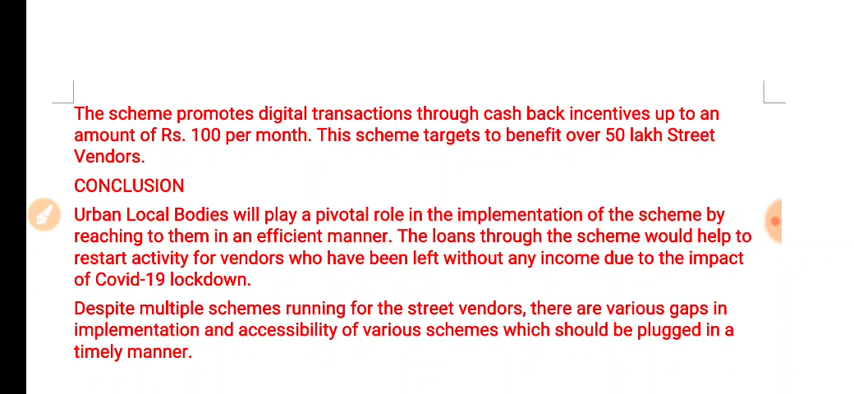 The scheme promotes digital transactions through cash back incentives up to an
amount of Rs. 100 per month. This scheme targets to benefit over 50 lakh Street
Vendors.
CONCLUSION
Urban Local Bodies will play a pivotal role in the implementation of the scheme by
reaching to them in an efficient manner. The loans through the scheme would help to
restart activity for vendors who have been left without any income due to the impact
of Covid-19 lockdown.
Despite multiple schemes running for the street vendors, there are various gaps in
implementation and accessibility of various schemes which should be plugged in a
timely manner.